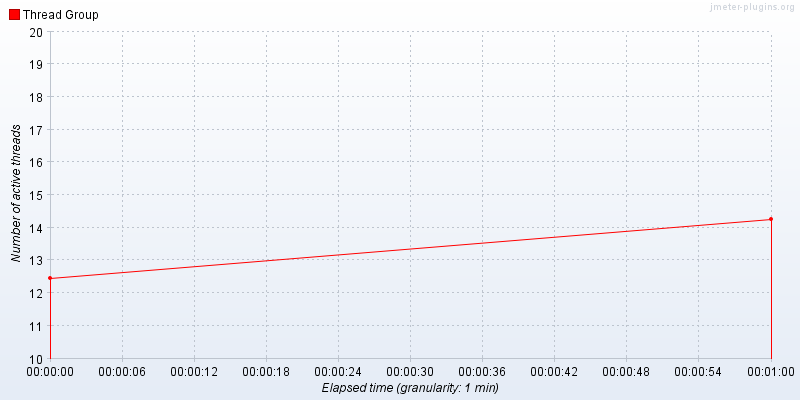 jmeter-plugins.org
Thread Group
20
19
18
17
16
15
14
13
12
11
10
Number of active threads
00:00:00 00:00:06 00:00:12 00:00:18 00:00:24 00:00:30 00:00:36 00:00:42 00:00:48 00:00:54 00:01:00
Elapsed time (granularity: 1 min)